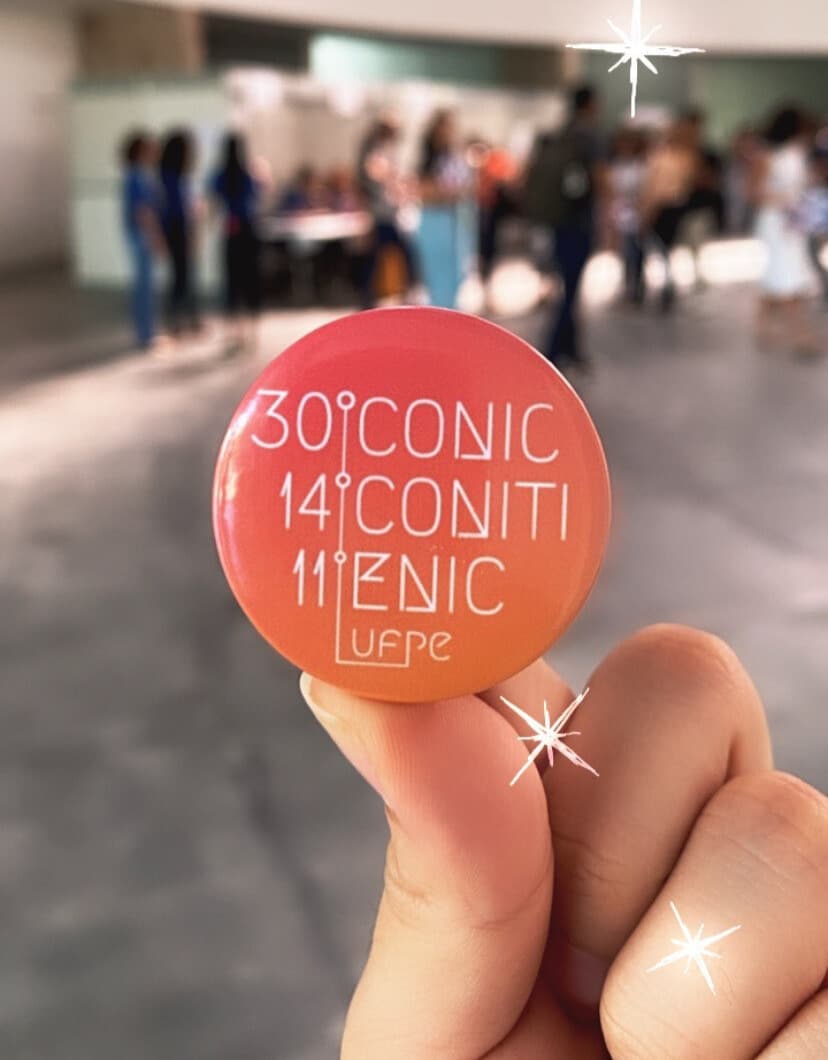 30° CONIC
14° CONITI
11° ENIC
UFPE